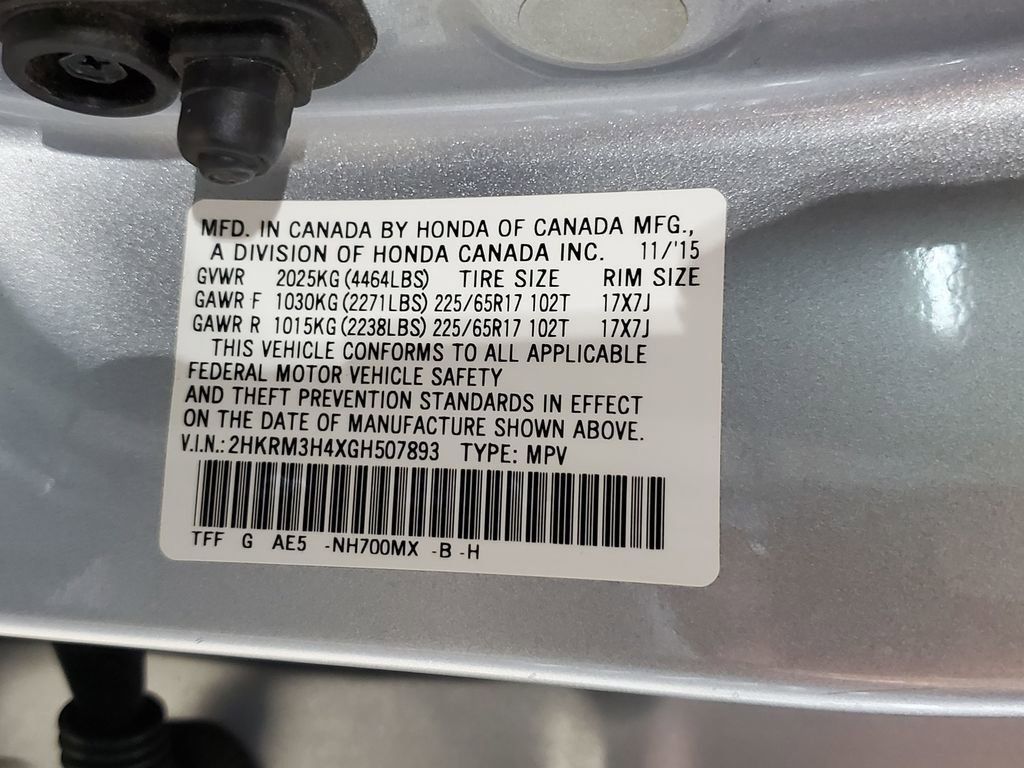 MFD. IN CANADA BY HONDA OF CANADA MFG.,
A DIVISION OF HONDA CANADA INC. 11/'15
GVWR 2025KG (4464LBS) TIRE SIZE RIM SIZE
GAWR F 1030KG (2271LBS) 225/65R17 102T 17X7J
GAWR R 1015KG (2238LBS) 225/65R17 102T 17X7J
THIS VEHICLE CONFORMS TO ALL APPLICABLE
FEDERAL MOTOR VEHICLE SAFETY
AND THEFT PREVENTION STANDARDS IN EFFECT
ON THE DATE OF MANUFACTURE SHOWN ABOVE.
V.I.N.: 2HKRM3H4XGH507893 TYPE: MPV
TFF G AE5 -NH700MX -B -H